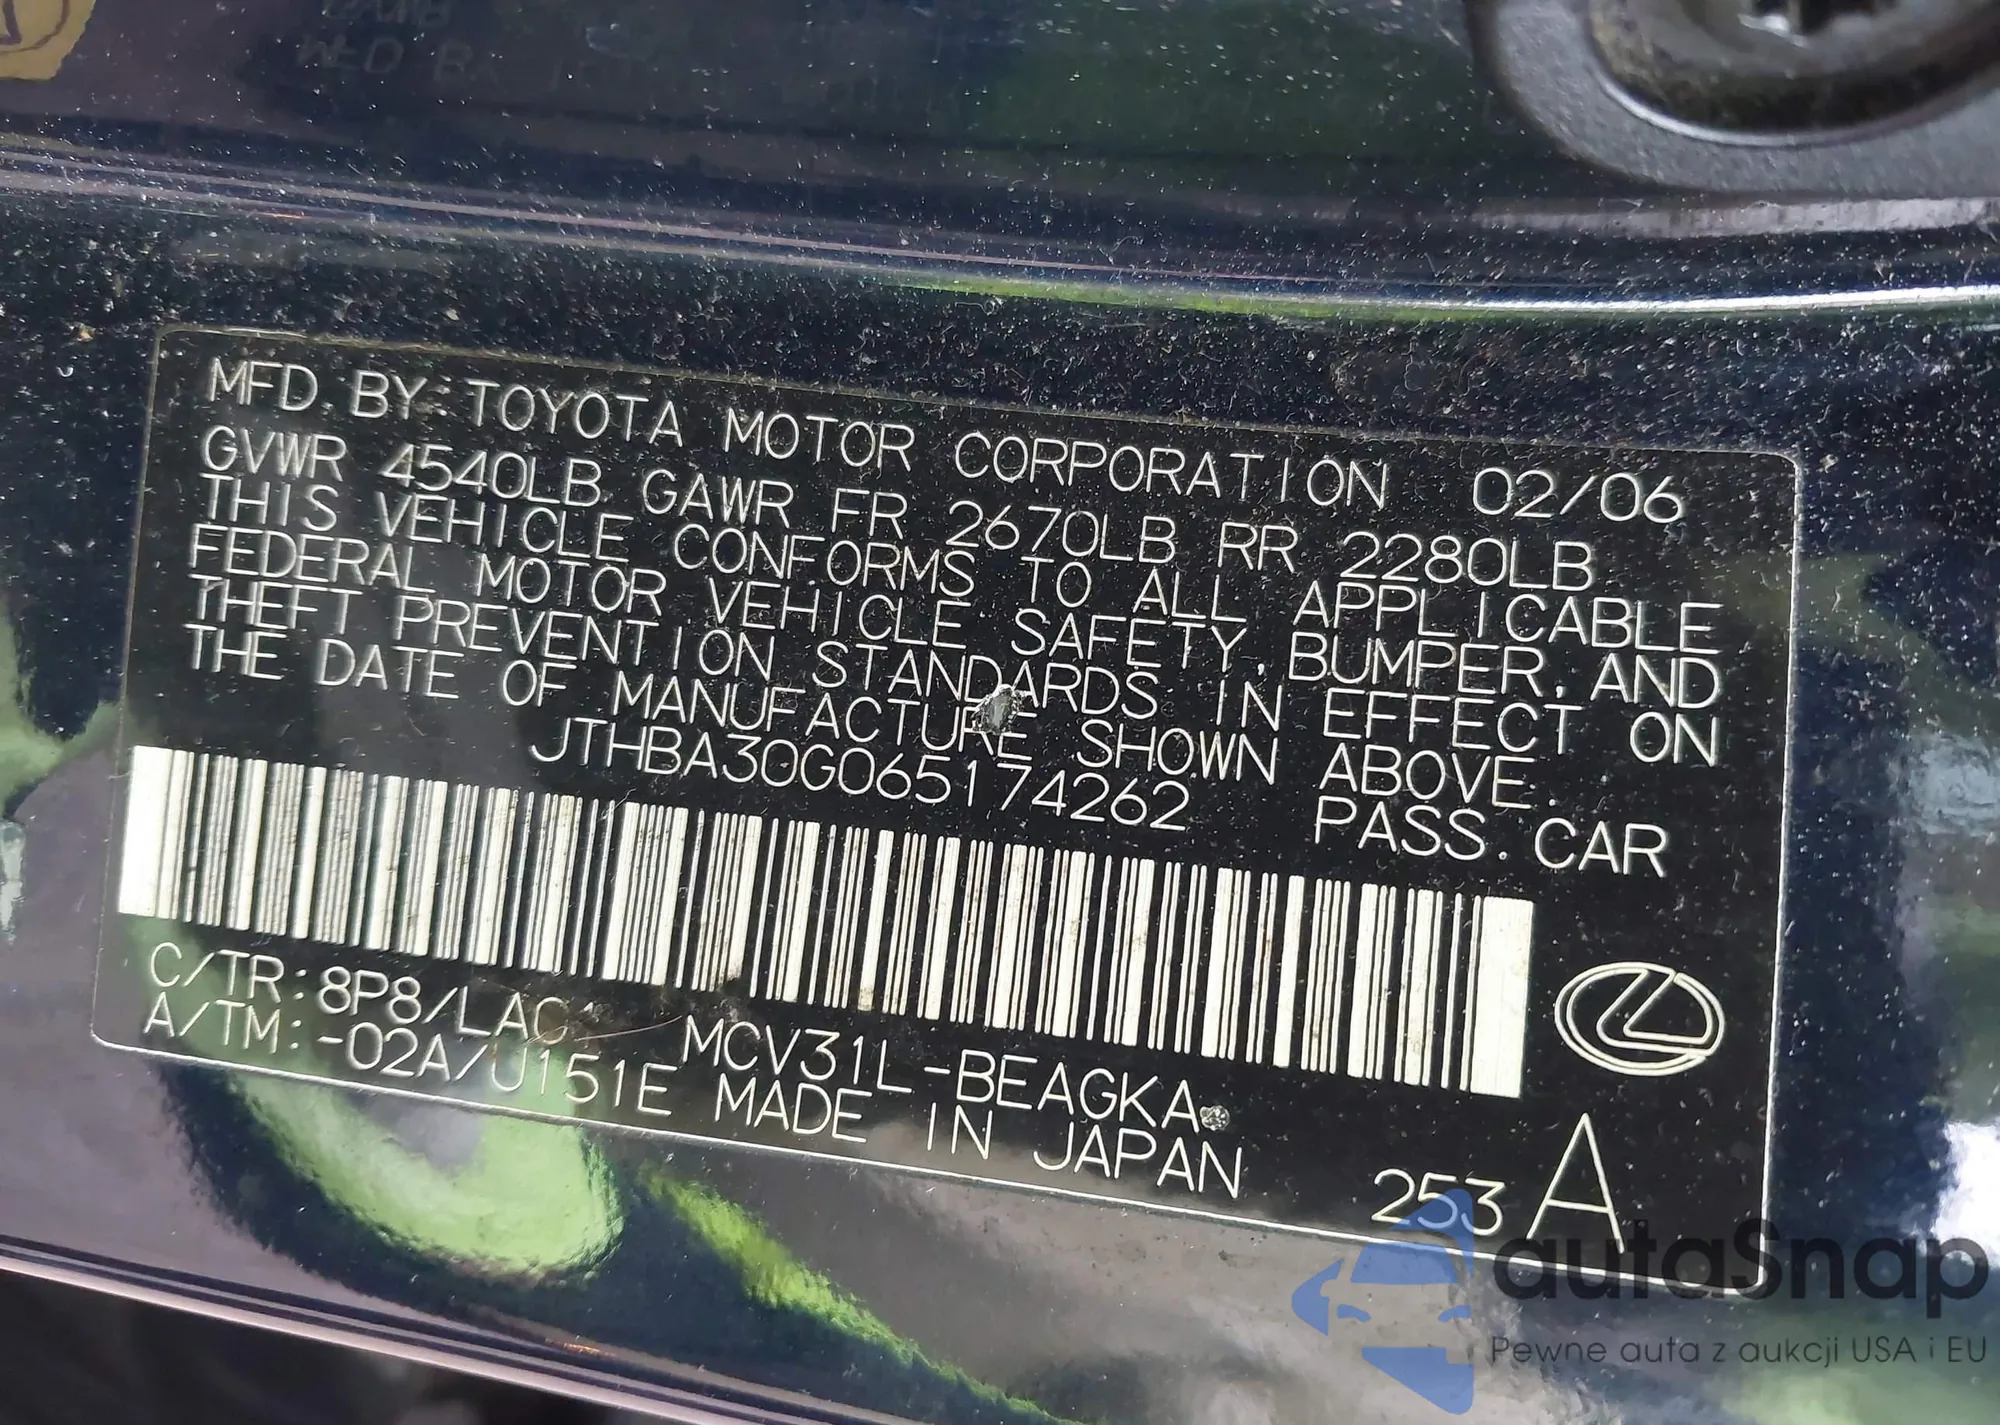 MFD. BY: TOYOTA MOTOR CORPORATION 02/06
GVWR 4540LB GAWR FR 2670LB RR 2280LB
THIS VEHICLE CONFORMS TO ALL APPLICABLE
FEDERAL MOTOR VEHICLE SAFETY, BUMPER, AND
THEFT PREVENTION STANDARDS IN EFFECT ON
THE DATE OF MANUFACTURE SHOWN ABOVE.
JTHBA30G065174262 PASS. CAR
C/TR: MCV31L-BEAGKA
A/TM: -02A/U151E MADE IN JAPAN
253 A
autaSnap
Pewne auta z aukcji USA i EU